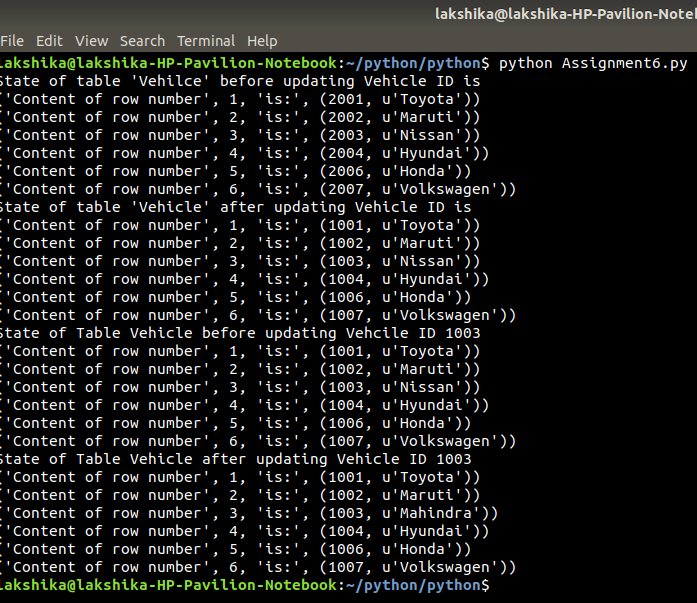 lakshika@lakshika-HP-Pavilion-Note
File Edit View Search Terminal Help
lakshika@lakshika-HP-Pavilion-Notebook:~/python/python$ python Assignment6.py
State of table 'Vehilce' before updating Vehicle ID is
('Content of row number', 1, 'is:', (2001, u'Toyota'))
('Content of row number', 2, 'is:', (2002, u'Maruti'))
('Content of row number', 3, 'is:', (2003, u'Nissan'))
('Content of row number', 4, 'is:', (2004, u'Hyundai'))
('Content of row number', 5, 'is:', (2006, u'Honda'))
('Content of row number', 6, 'is:', (2007, u'Volkswagen'))
State of table 'Vehicle' after updating Vehicle ID is
('Content of row number', 1, 'is:', (1001, u'Toyota'))
('Content of row number', 2, 'is:', (1002, u'Maruti'))
('Content of row number', 3, 'is:', (1003, u'Nissan'))
('Content of row number', 4, 'is:', (1004, u'Hyundai'))
('Content of row number', 5, 'is:', (1006, u'Honda'))
('Content of row number', 6, 'is:', (1007, u'Volkswagen'))
State of Table Vehicle before updating Vehcile ID 1003
('Content of row number', 1, 'is:', (1001, u'Toyota'))
('Content of row number', 2, 'is:', (1002, u'Maruti'))
('Content of row number', 3, 'is:', (1003, u'Nissan'))
('Content of row number', 4, 'is:', (1004, u'Hyundai'))
('Content of row number', 5, 'is:', (1006, u'Honda'))
('Content of row number', 6, 'is:', (1007, u'Volkswagen'))
State of Table Vehicle after updating Vehicle ID 1003
('Content of row number', 1, 'is:', (1001, u'Toyota'))
('Content of row number', 2, 'is:', (1002, u'Maruti'))
('Content of row number', 3, 'is:', (1003, u'Mahindra'))
('Content of row number', 4, 'is:', (1004, u'Hyundai'))
('Content of row number', 5, 'is:', (1006, u'Honda'))
('Content of row number', 6, 'is:', (1007, u'Volkswagen'))
lakshika@lakshika-HP-Pavilion-Notebook:~/python/python$